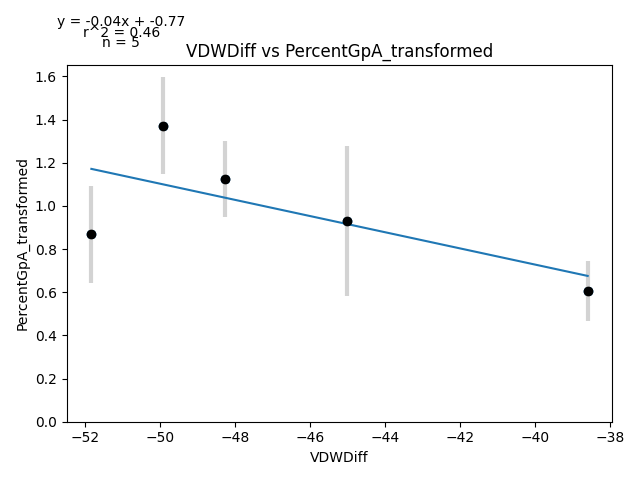 y = -0.04x + -0.77
r^2 = 0.46
n = 5
VDWDiff vs PercentGpA_transformed
PercentGpA_transformed
1.6
1.4
1.2
1.0
0.8
0.6
0.4
0.2
0.0
−52 −50 −48 −46 −44 −42 −40 −38
VDWDiff